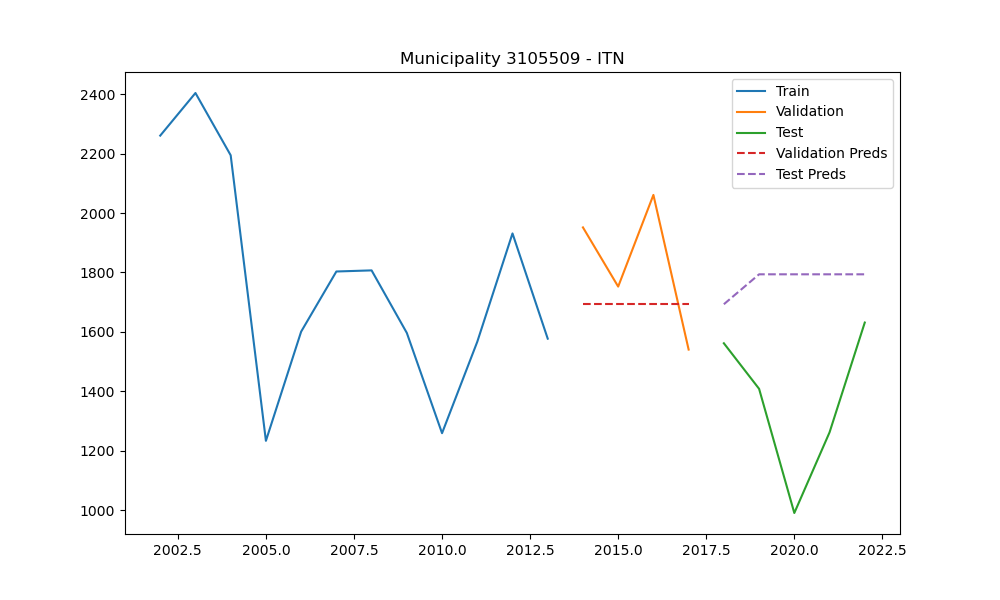 Municipality 3105509 - ITN
2400
2200
2000
1800
1600
1400
1200
1000
Train
Validation
Test
Validation Preds
Test Preds
2002.5 2005.0 2007.5 2010.0 2012.5 2015.0 2017.5 2020.0 2022.5